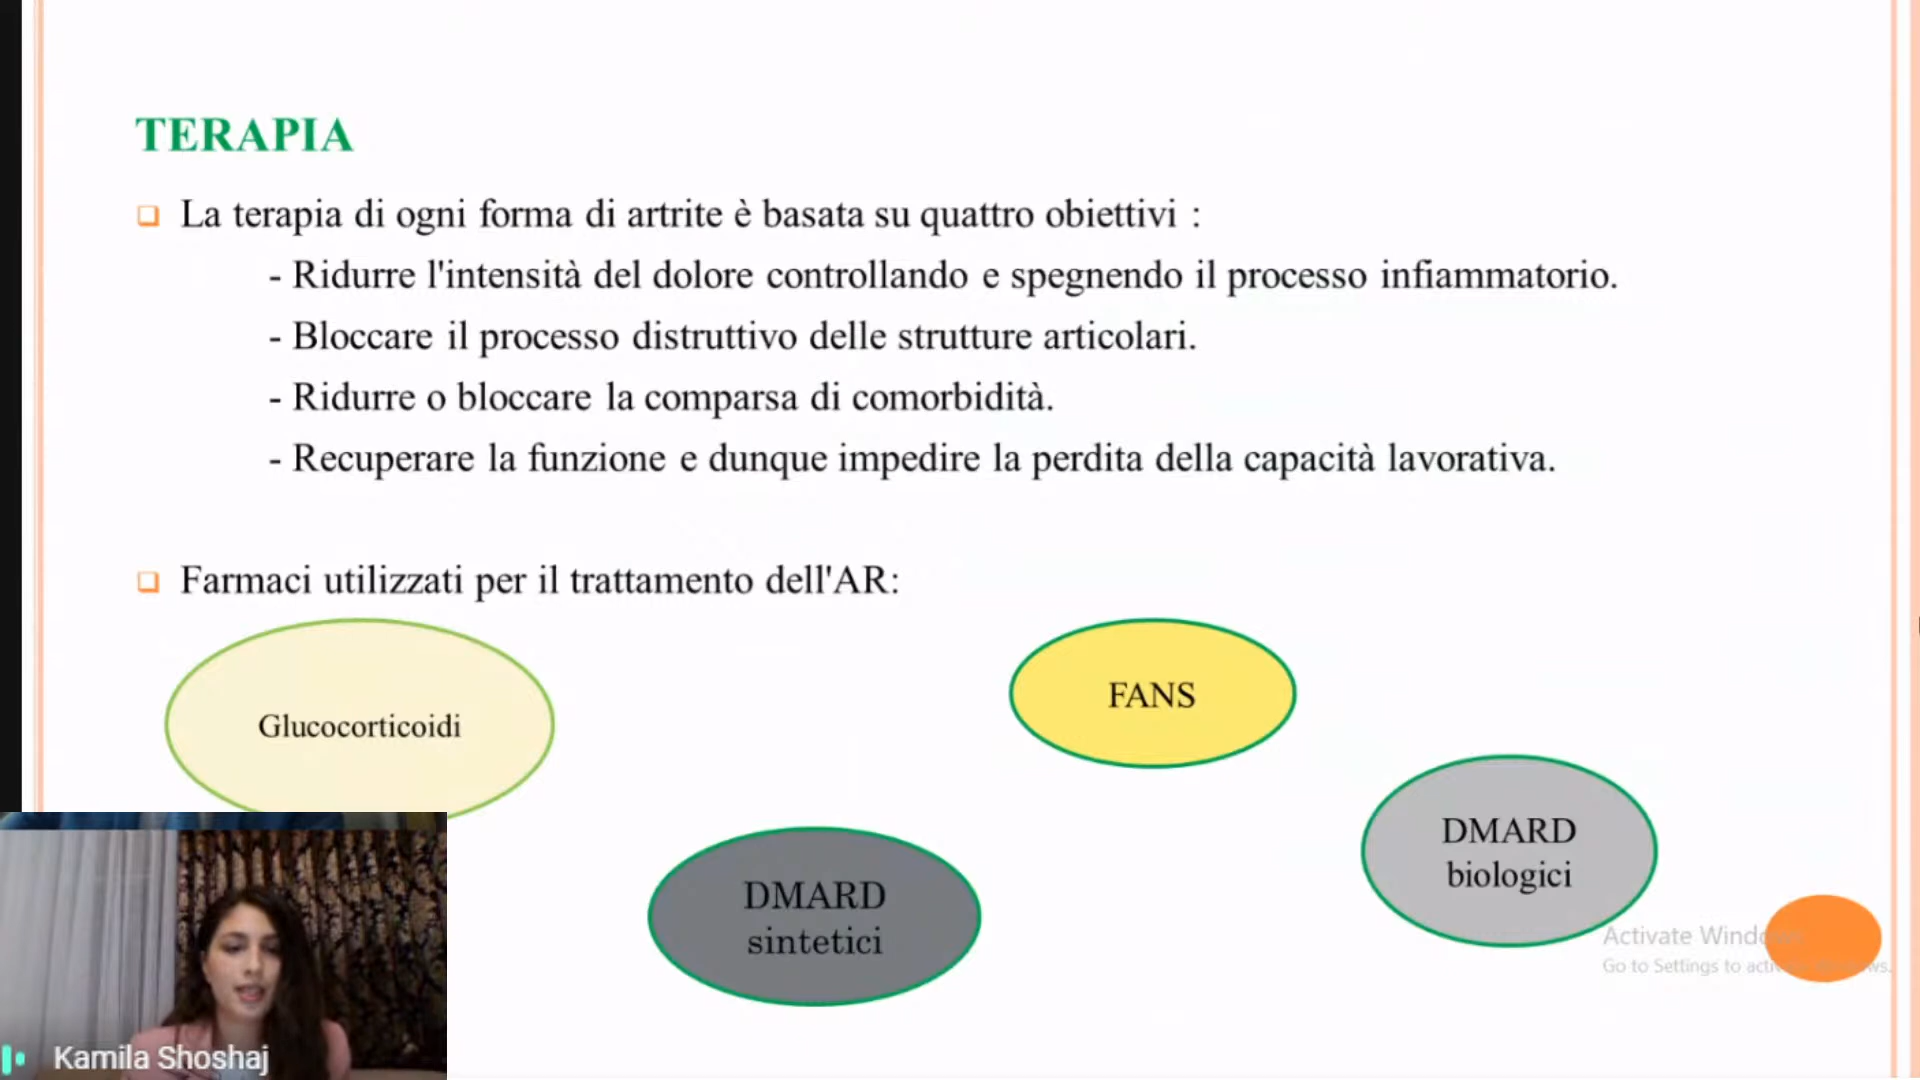 TERAPIA
La terapia di ogni forma di artrite è basata su quattro obiettivi :
- Ridurre l'intensità del dolore controllando e spegnendo il processo infiammatorio.
- Bloccare il processo distruttivo delle strutture articolari.
- Ridurre o bloccare la comparsa di comorbidità.
- Recuperare la funzione e dunque impedire la perdita della capacità lavorativa.
Farmaci utilizzati per il trattamento dell'AR:
Glucocorticoidi
FANS
DMARD
sintetici
DMARD
biologici
Activate Windows
Go to Settings to activate Windows.
Kamila Shoshaj